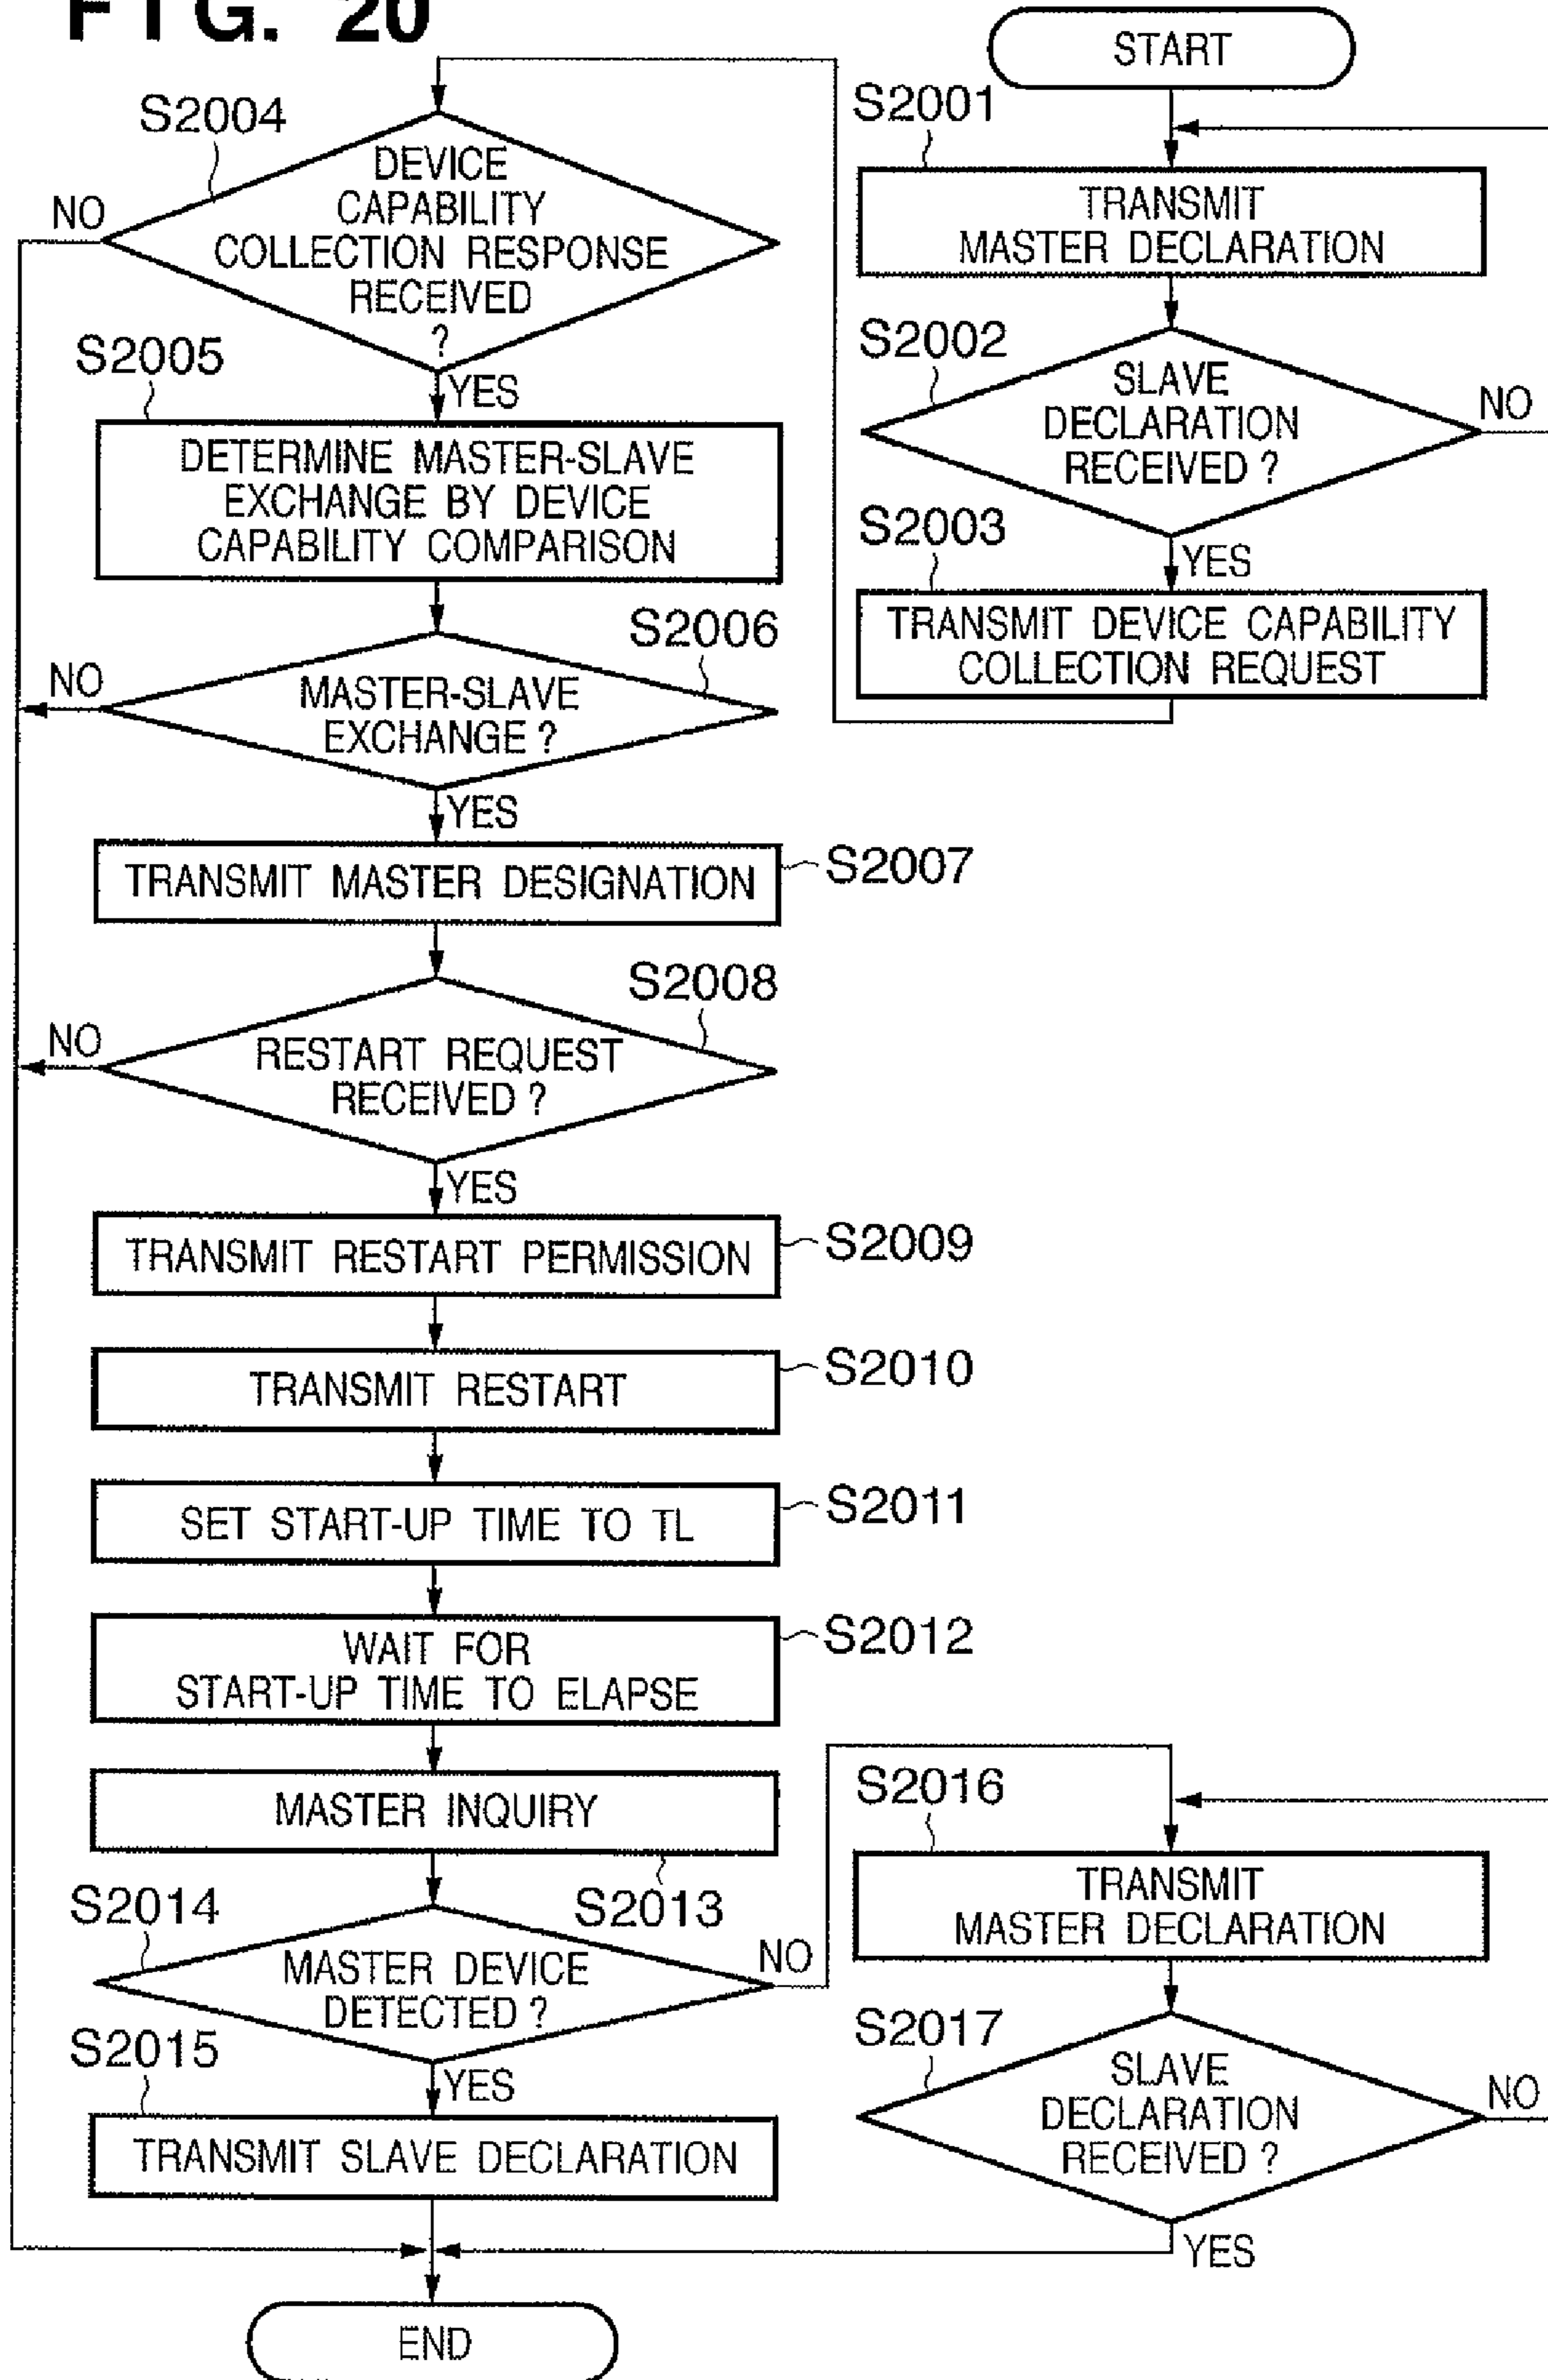 FIG. 20
START
S2001
TRANSMIT
MASTER DECLARATION
S2002
SLAVE
DECLARATION
RECEIVED ?
NO
YES
S2003
TRANSMIT DEVICE CAPABILITY
COLLECTION REQUEST
S2004
DEVICE
CAPABILITY
COLLECTION RESPONSE
RECEIVED
?
NO
YES
S2005
DETERMINE MASTER-SLAVE
EXCHANGE BY DEVICE
CAPABILITY COMPARISON
S2006
MASTER-SLAVE
EXCHANGE ?
NO
YES
TRANSMIT MASTER DESIGNATION
S2007
S2008
RESTART REQUEST
RECEIVED ?
NO
YES
TRANSMIT RESTART PERMISSION
S2009
TRANSMIT RESTART
S2010
SET START-UP TIME TO TL
S2011
WAIT FOR
START-UP TIME TO ELAPSE
S2012
MASTER INQUIRY
S2013
S2014
MASTER DEVICE
DETECTED ?
NO
YES
S2015
TRANSMIT SLAVE DECLARATION
S2016
TRANSMIT
MASTER DECLARATION
S2017
SLAVE
DECLARATION
RECEIVED ?
NO
YES
END